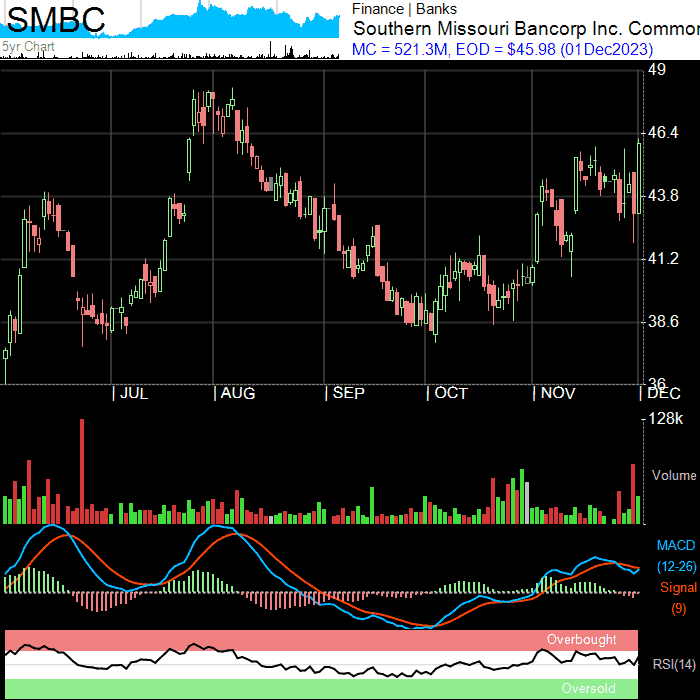 SMBC
5yr Chart
Finance | Banks
Southern Missouri Bancorp Inc. Common
MC = 521.3M, EOD = $45.98 (01Dec2023)
49
46.4
43.8
41.2
38.6
36
JUL AUG SEP OCT NOV DEC
128k
Volume
MACD
(12-26)
Signal
(9)
Overbought
RSI(14)
Oversold